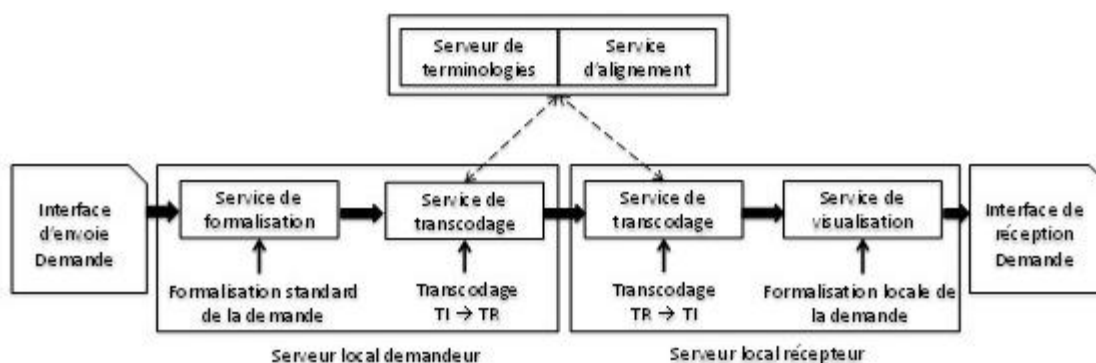 Serveur de
terminologies
Service
d'alignement
Interface
d'envoie
Demande
Service de
formalisation
Service de
transcodage
Service de
transcodage
Service de
visualisation
Interface de
réception
Demande
Formalisation standard
de la demande
Transcodage
TI → TR
Transcodage
TR → TI
Formalisation locale de
la demande
Serveur local demandeur
Serveur local récepteur